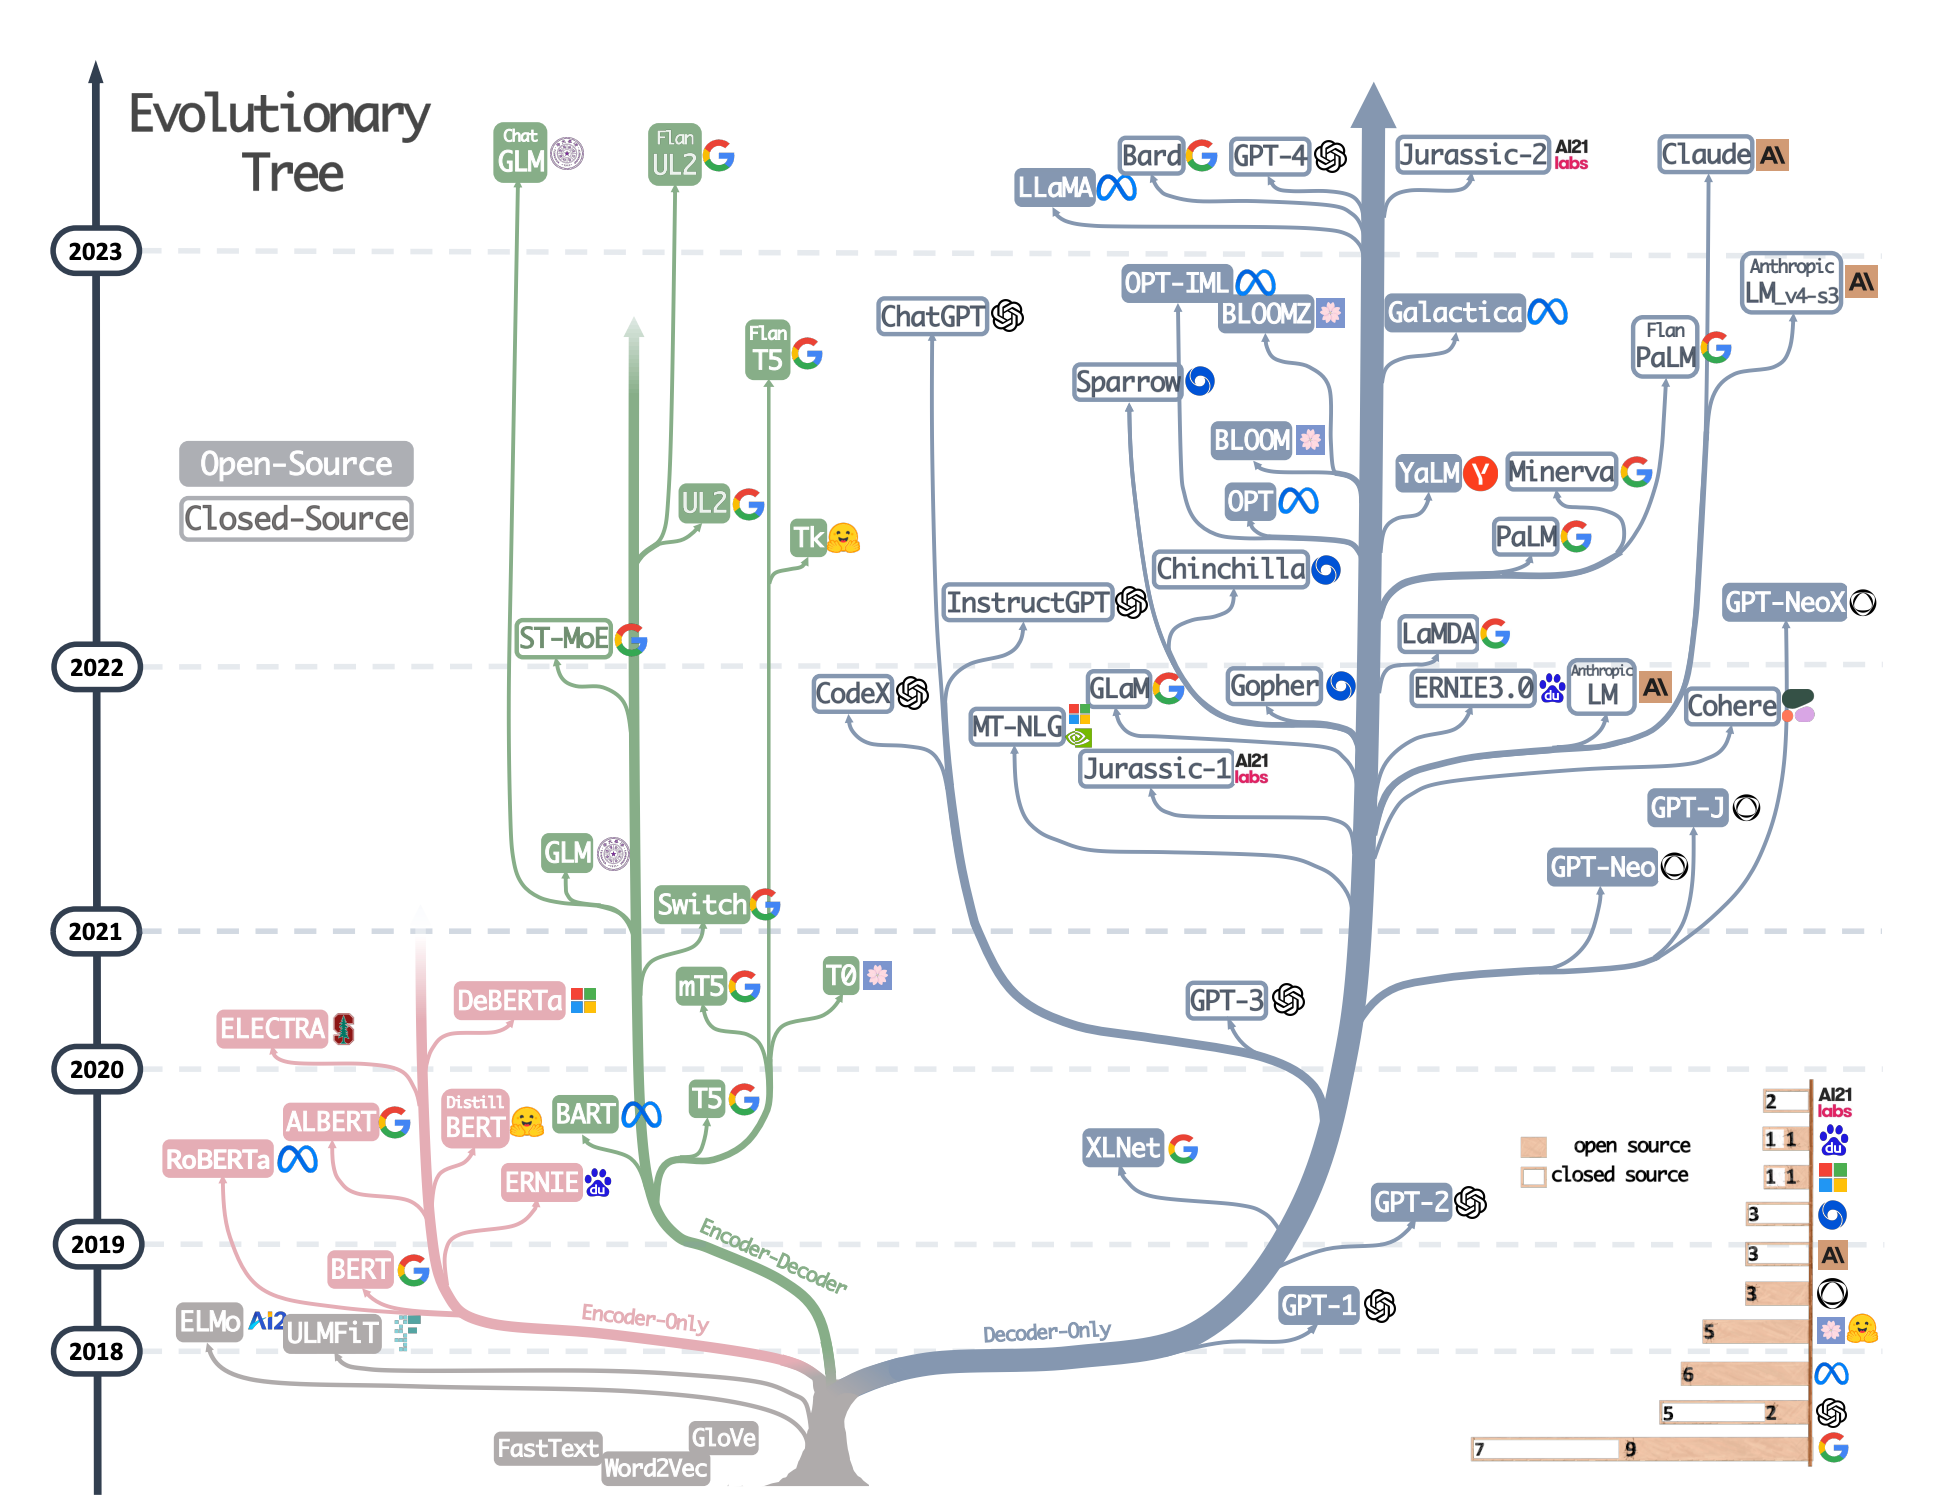 Evolutionary
Tree
Chat
GLM
Flan
UL2
Bard
GPT-4
Jurassic-2
AI21
labs
Claude
A\
LLaMA
2023
Anthropic
LM_v4-s3
A\
OPT-IML
BLOOMZ
Galactica
ChatGPT
Flan
T5
Flan
PaLM
Sparrow
Open-Source
Closed-Source
BLOOM
YaLM
Y
Minerva
UL2
OPT
Tk
PaLM
Chinchilla
InstructGPT
GPT-NeoX
ST-MoE
LaMDA
2022
CodeX
GLaM
Gopher
ERNIE3.0
du
Anthropic
LM
A\
Cohere
MT-NLG
Jurassic-1
AI21
labs
GPT-J
GLM
GPT-Neo
Switch
2021
mT5
T0
DeBERTa
GPT-3
ELECTRA
S
2020
ALBERT
Distill
BERT
BART
T5
2
AI21
labs
RoBERTa
XLNet
open source
1 1
du
closed source
1 1
ERNIE
du
GPT-2
3
2019
Encoder-Decoder
3
A\
BERT
3
GPT-1
ELMo
Ai2
ULMFiT
Encoder-Only
Decoder-Only
5
2018
6
5 2
FastText
GloVe
Word2Vec
7 9